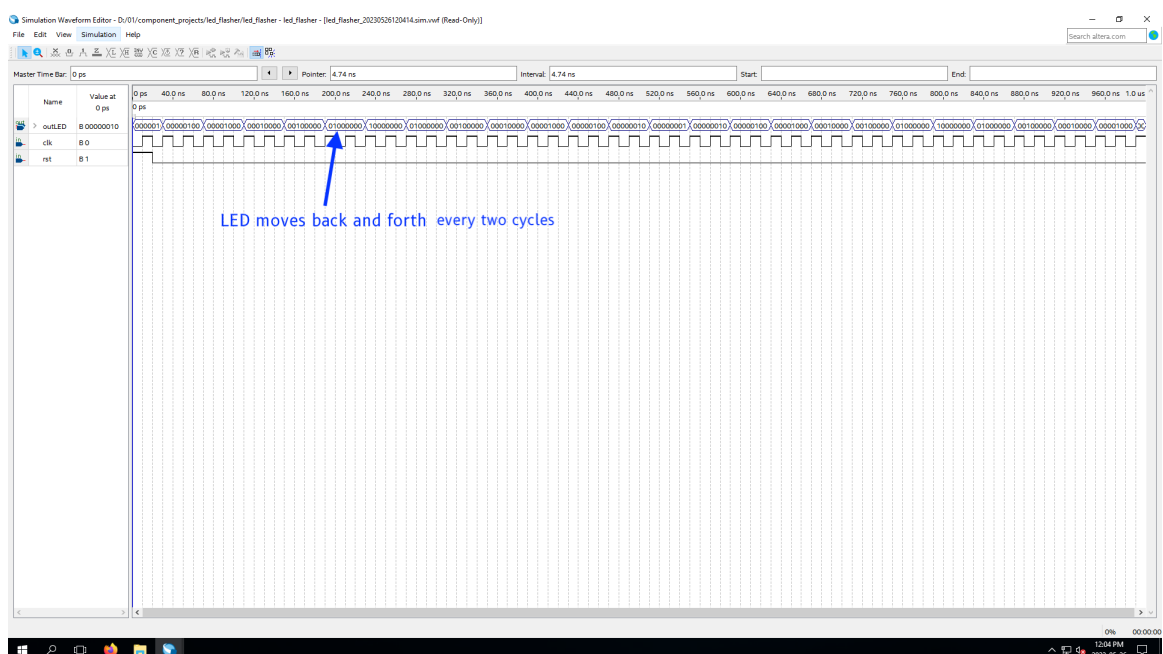 Simulation Waveform Editor - D:/01/component_projects/led_flasher/led_flasher - led_flasher - [led_flasher_20230526120414.sim.vwf (Read-Only)]
File Edit View Simulation Help
Search altera.com
Master Time Bar: 0 ps Pointer: 4.74 ns Interval: 4.74 ns Start: End:
Name Value at 0 ps
0 ps 40.0 ns 80.0 ns 120.0 ns 160.0 ns 200.0 ns 240.0 ns 280.0 ns 320.0 ns 360.0 ns 400.0 ns 440.0 ns 480.0 ns 520.0 ns 560.0 ns 600.0 ns 640.0 ns 680.0 ns 720.0 ns 760.0 ns 800.0 ns 840.0 ns 880.0 ns 920.0 ns 960.0 ns 1.0 us
0 ps
outLED B 00000010 00000100 00001000 00010000 00100000 01000000 10000000 01000000 00100000 00010000 00001000 00000100 00000010 00000001 00000010 00000100 00001000 00010000 00100000 01000000 10000000 01000000 00100000 00010000 00001000
clk B 0
rst B 1
LED moves back and forth every two cycles
0% 00:00:00
12:04 PM